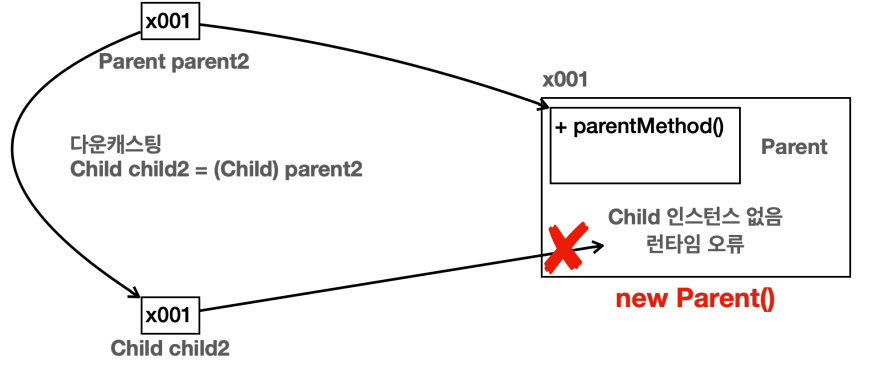 x001
Parent parent2
x001
+ parentMethod()
Parent
다운캐스팅
Child child2 = (Child) parent2
Child 인스턴스 없음
런타임 오류
new Parent()
x001
Child child2